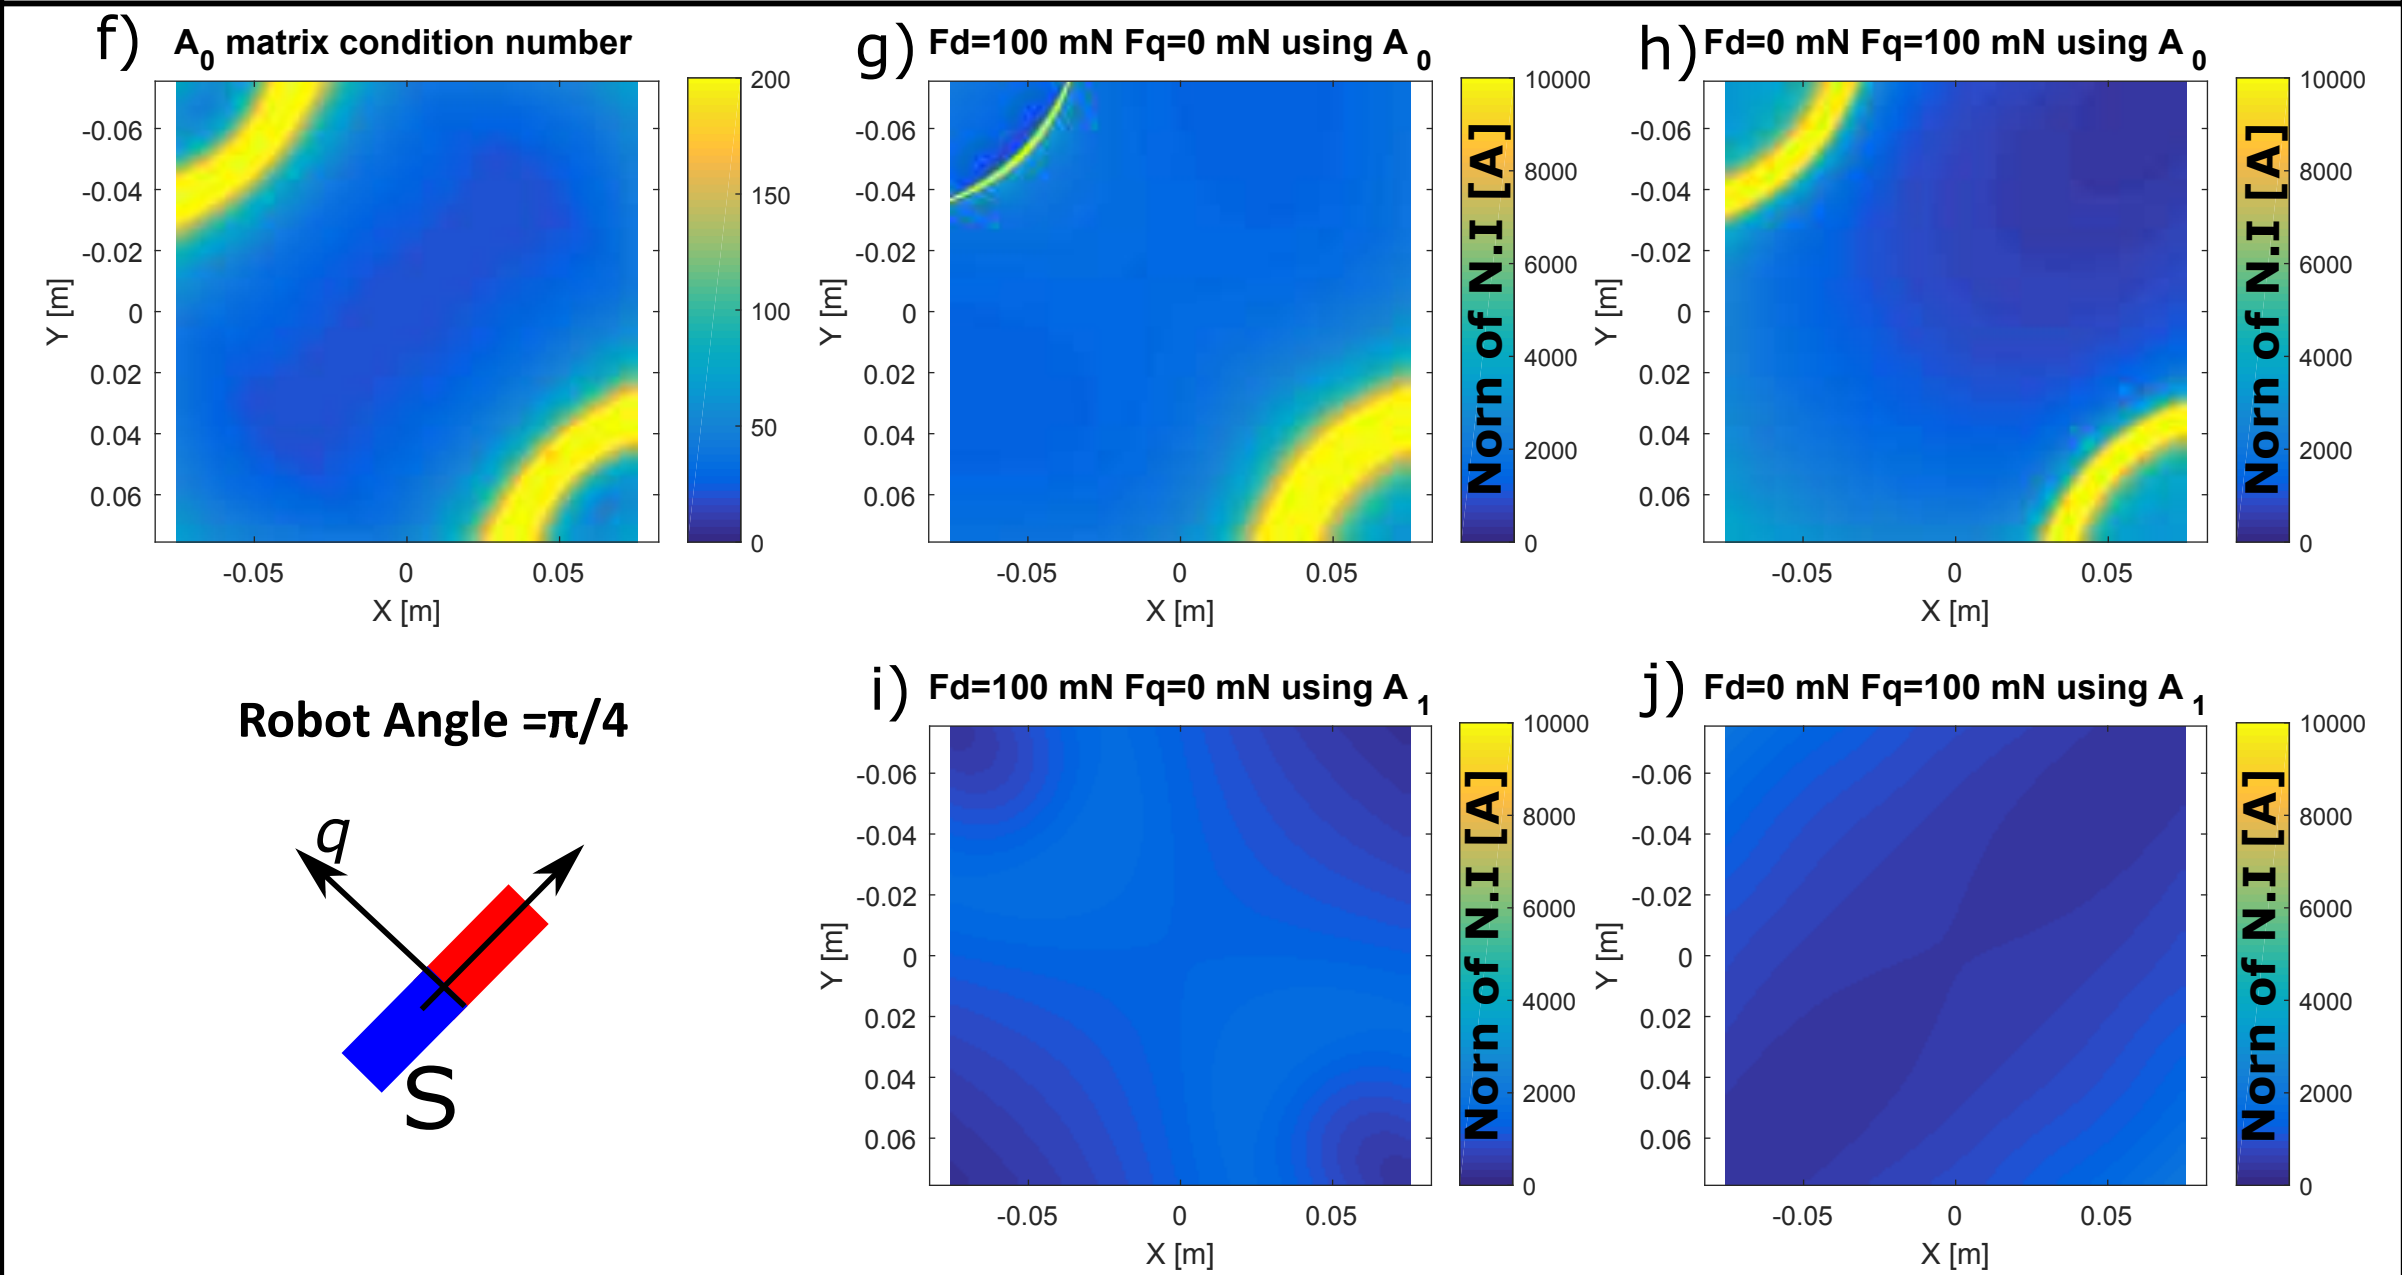 f) A0 matrix condition number
200
150
100
50
0
-0.06
-0.04
-0.02
0
0.02
0.04
0.06
Y [m]
-0.05 0 0.05
X [m]
g) Fd=100 mN Fq=0 mN using A0
10000
8000
6000
4000
2000
0
Norn of N.I [A]
-0.06
-0.04
-0.02
0
0.02
0.04
0.06
Y [m]
-0.05 0 0.05
X [m]
h) Fd=0 mN Fq=100 mN using A0
10000
8000
6000
4000
2000
0
Norn of N.I [A]
-0.06
-0.04
-0.02
0
0.02
0.04
0.06
Y [m]
-0.05 0 0.05
X [m]
Robot Angle =π/4
q
S
i) Fd=100 mN Fq=0 mN using A1
10000
8000
6000
4000
2000
0
Norn of N.I [A]
-0.06
-0.04
-0.02
0
0.02
0.04
0.06
Y [m]
-0.05 0 0.05
X [m]
j) Fd=0 mN Fq=100 mN using A1
10000
8000
6000
4000
2000
0
Norn of N.I [A]
-0.06
-0.04
-0.02
0
0.02
0.04
0.06
Y [m]
-0.05 0 0.05
X [m]